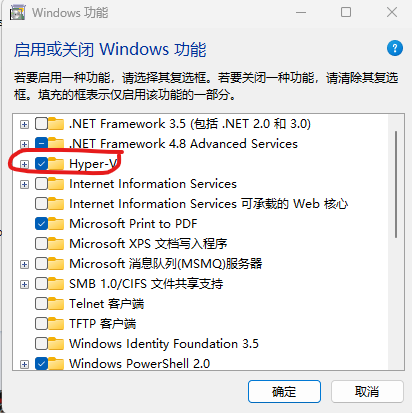 Windows 功能
启用或关闭 Windows 功能
若要启用一种功能，请选择其复选框。若要关闭一种功能，请清除其复选
框。填充的框表示仅启用该功能的一部分。
.NET Framework 3.5 (包括 .NET 2.0 和 3.0)
.NET Framework 4.8 Advanced Services
Hyper-V
Internet Information Services
Internet Information Services 可承载的 Web 核心
Microsoft Print to PDF
Microsoft XPS 文档写入程序
Microsoft 消息队列(MSMQ)服务器
SMB 1.0/CIFS 文件共享支持
Telnet 客户端
TFTP 客户端
Windows Identity Foundation 3.5
Windows PowerShell 2.0
确定 取消